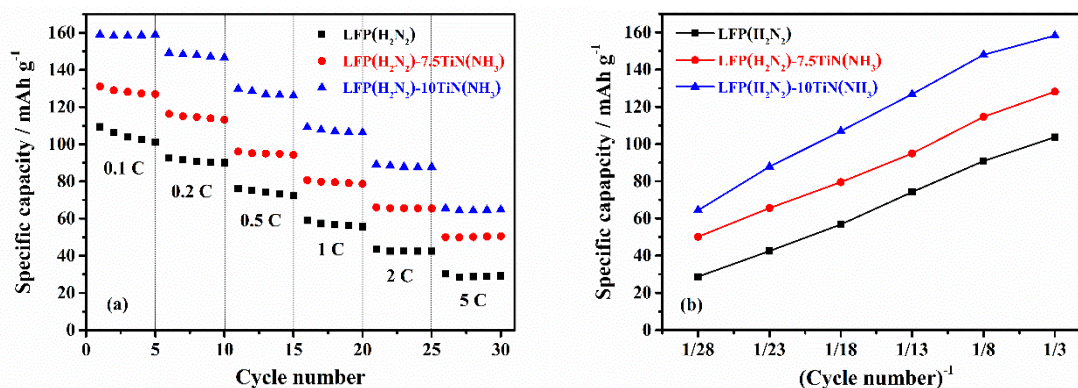 Specific capacity / mAh g⁻¹
160
140
120
100
80
60
40
20
0
LFP(H₂N₂)
LFP(H₂N₂)-7.5TiN(NH₃)
LFP(H₂N₂)-10TiN(NH₃)
0.1 C
0.2 C
0.5 C
1 C
2 C
5 C
(a)
0 5 10 15 20 25 30
Cycle number
Specific capapcity / mAh g⁻¹
160
140
120
100
80
60
40
20
0
LFP(H₂N₂)
LFP(H₂N₂)-7.5TiN(NH₃)
LFP(H₂N₂)-10TiN(NH₃)
(b)
1/28 1/23 1/18 1/13 1/8 1/3
(Cycle number)⁻¹